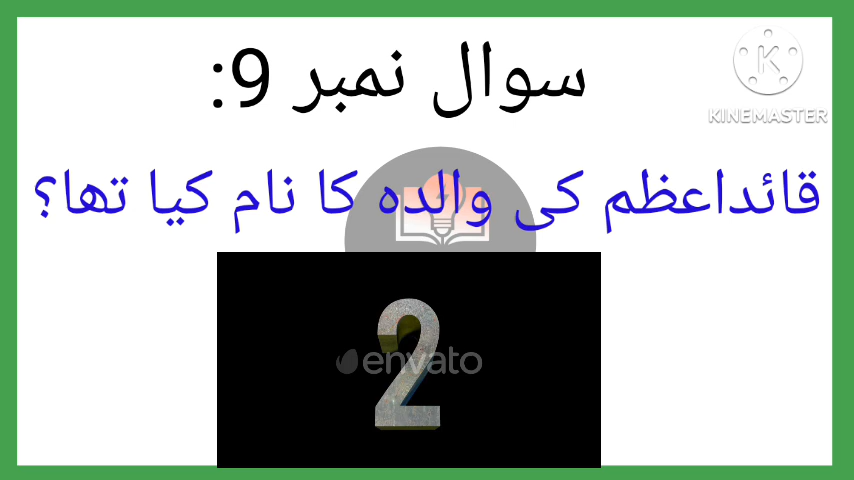 سوال نمبر 9:
KINEMASTER
قائداعظم کی والدہ کا نام کیا تھا؟
2
envato